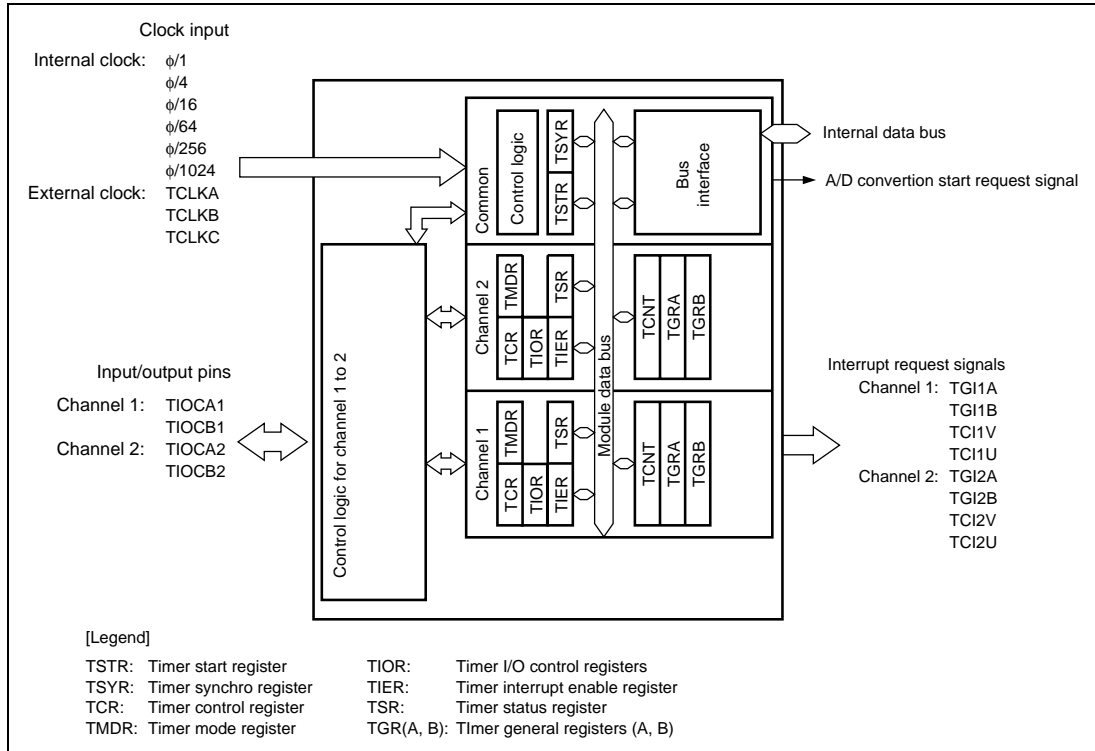 Clock input
Internal clock: ϕ/1
ϕ/4
ϕ/16
ϕ/64
ϕ/256
ϕ/1024
External clock: TCLKA
TCLKB
TCLKC
Input/output pins
Channel 1: TIOCA1
TIOCB1
Channel 2: TIOCA2
TIOCB2
Control logic for channel 1 to 2
Common
Control logic
TSYR
TSTR
Bus
interface
Channel 2
TMDR
TSR
TCR
TIOR
TIER
TCNT
TGRA
TGRB
Channel 1
TMDR
TSR
TCR
TIOR
TIER
TCNT
TGRA
TGRB
Module data bus
Internal data bus
A/D convertion start request signal
Interrupt request signals
Channel 1: TGI1A
TGI1B
TCI1V
TCI1U
Channel 2: TGI2A
TGI2B
TCI2V
TCI2U
[Legend]
TSTR: Timer start register
TSYR: Timer synchro register
TCR: Timer control register
TMDR: Timer mode register
TIOR: Timer I/O control registers
TIER: Timer interrupt enable register
TSR: Timer status register
TGR(A, B): TImer general registers (A, B)